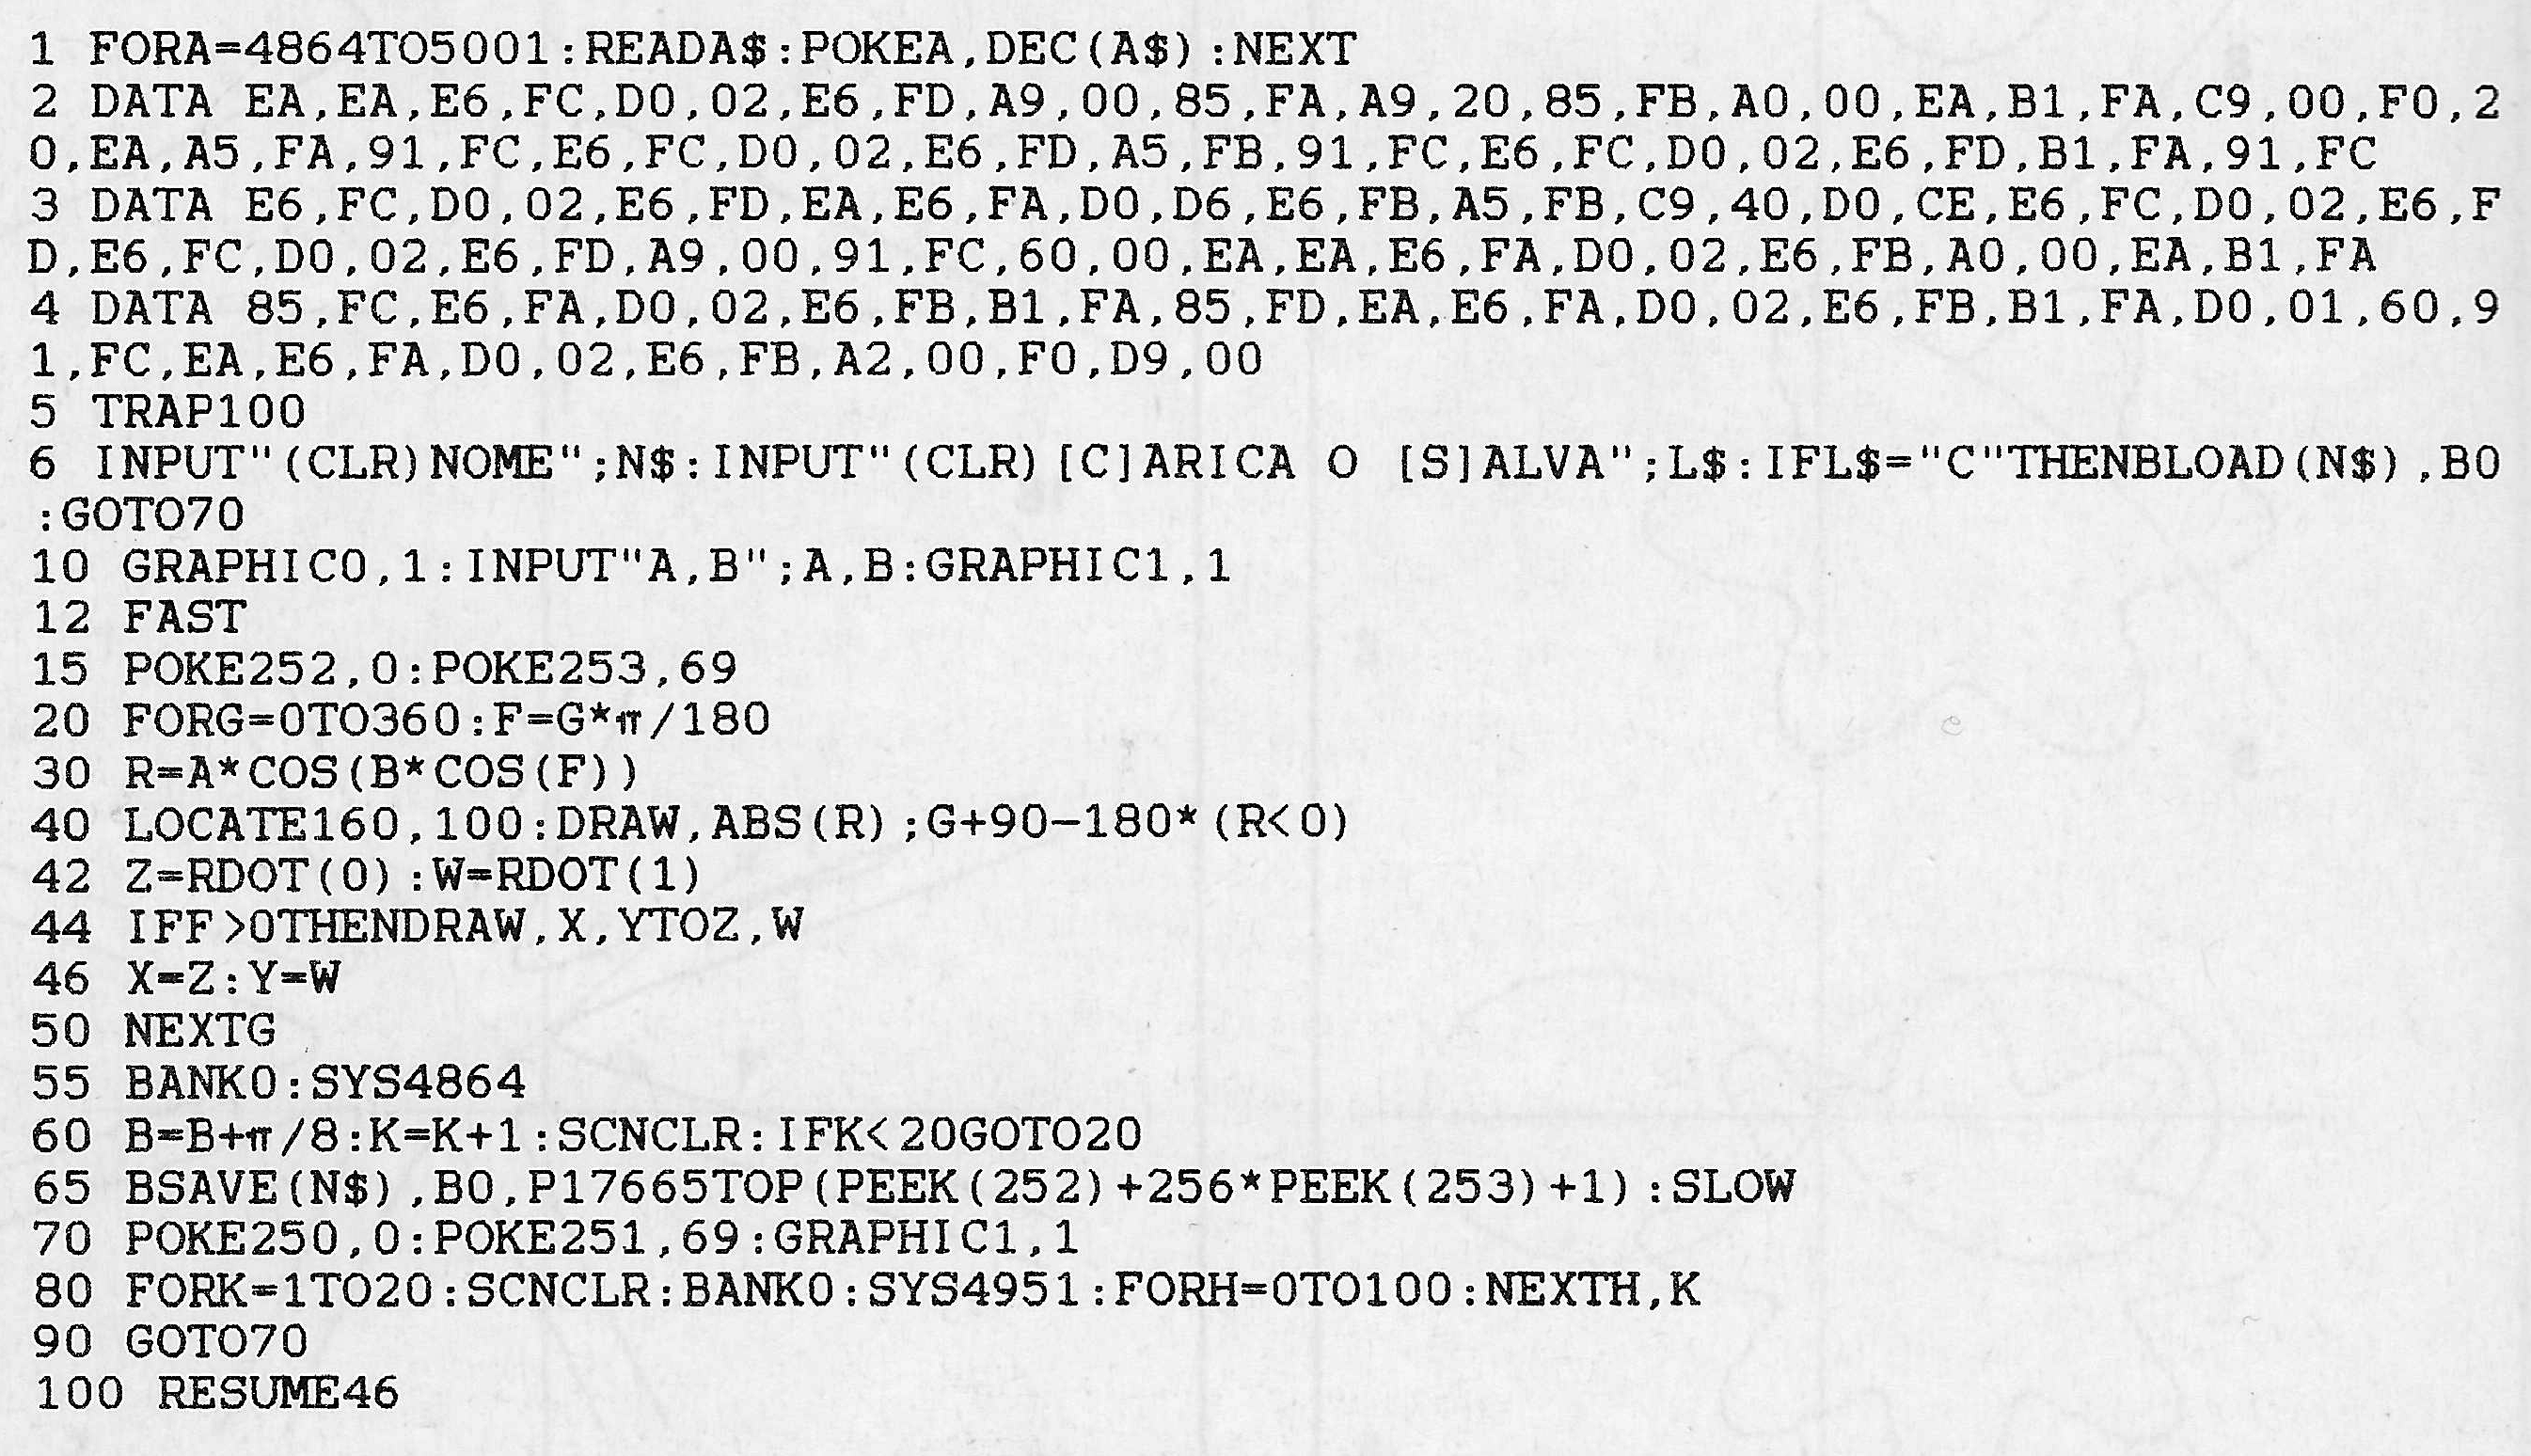 1 FORA=4864TO5001:READA$:POKEA,DEC(A$):NEXT
2 DATA EA,EA,E6,FC,D0,02,E6,FD,A9,00,85,FA,A9,20,85,FB,A0,00,EA,B1,FA,C9,00,F0,2
0,EA,A5,FA,91,FC,E6,FC,D0,02,E6,FD,A5,FB,91,FC,E6,FC,D0,02,E6,FD,B1,FA,91,FC
3 DATA E6,FC,D0,02,E6,FD,EA,E6,FA,D0,D6,E6,FB,A5,FB,C9,40,D0,CE,E6,FC,D0,02,E6,F
D,E6,FC,D0,02,E6,FD,A9,00,91,FC,60,00,EA,EA,E6,FA,D0,02,E6,FB,A0,00,EA,B1,FA
4 DATA 85,FC,E6,FA,D0,02,E6,FB,B1,FA,85,FD,EA,E6,FA,D0,02,E6,FB,B1,FA,D0,01,60,9
1,FC,EA,E6,FA,D0,02,E6,FB,A2,00,F0,D9,00
5 TRAP100
6 INPUT"(CLR)NOME";N$:INPUT"(CLR)[C]ARICA O [S]ALVA";L$:IFL$="C"THENBLOAD(N$),B0
:GOTO70
10 GRAPHIC0,1:INPUT"A,B";A,B:GRAPHIC1,1
12 FAST
15 POKE252,0:POKE253,69
20 FORG=0TO360:F=G*π/180
30 R=A*COS(B*COS(F))
40 LOCATE160,100:DRAW,ABS(R);G+90-180*(R<0)
42 Z=RDOT(0):W=RDOT(1)
44 IFF>0THENDRAW,X,YTOZ,W
46 X=Z:Y=W
50 NEXTG
55 BANK0:SYS4864
60 B=B+π/8:K=K+1:SCNCLR:IFK<20GOTO20
65 BSAVE(N$),B0,P17665TOP(PEEK(252)+256*PEEK(253)+1):SLOW
70 POKE250,0:POKE251,69:GRAPHIC1,1
80 FORK=1TO20:SCNCLR:BANK0:SYS4951:FORH=0TO100:NEXTH,K
90 GOTO70
100 RESUME46